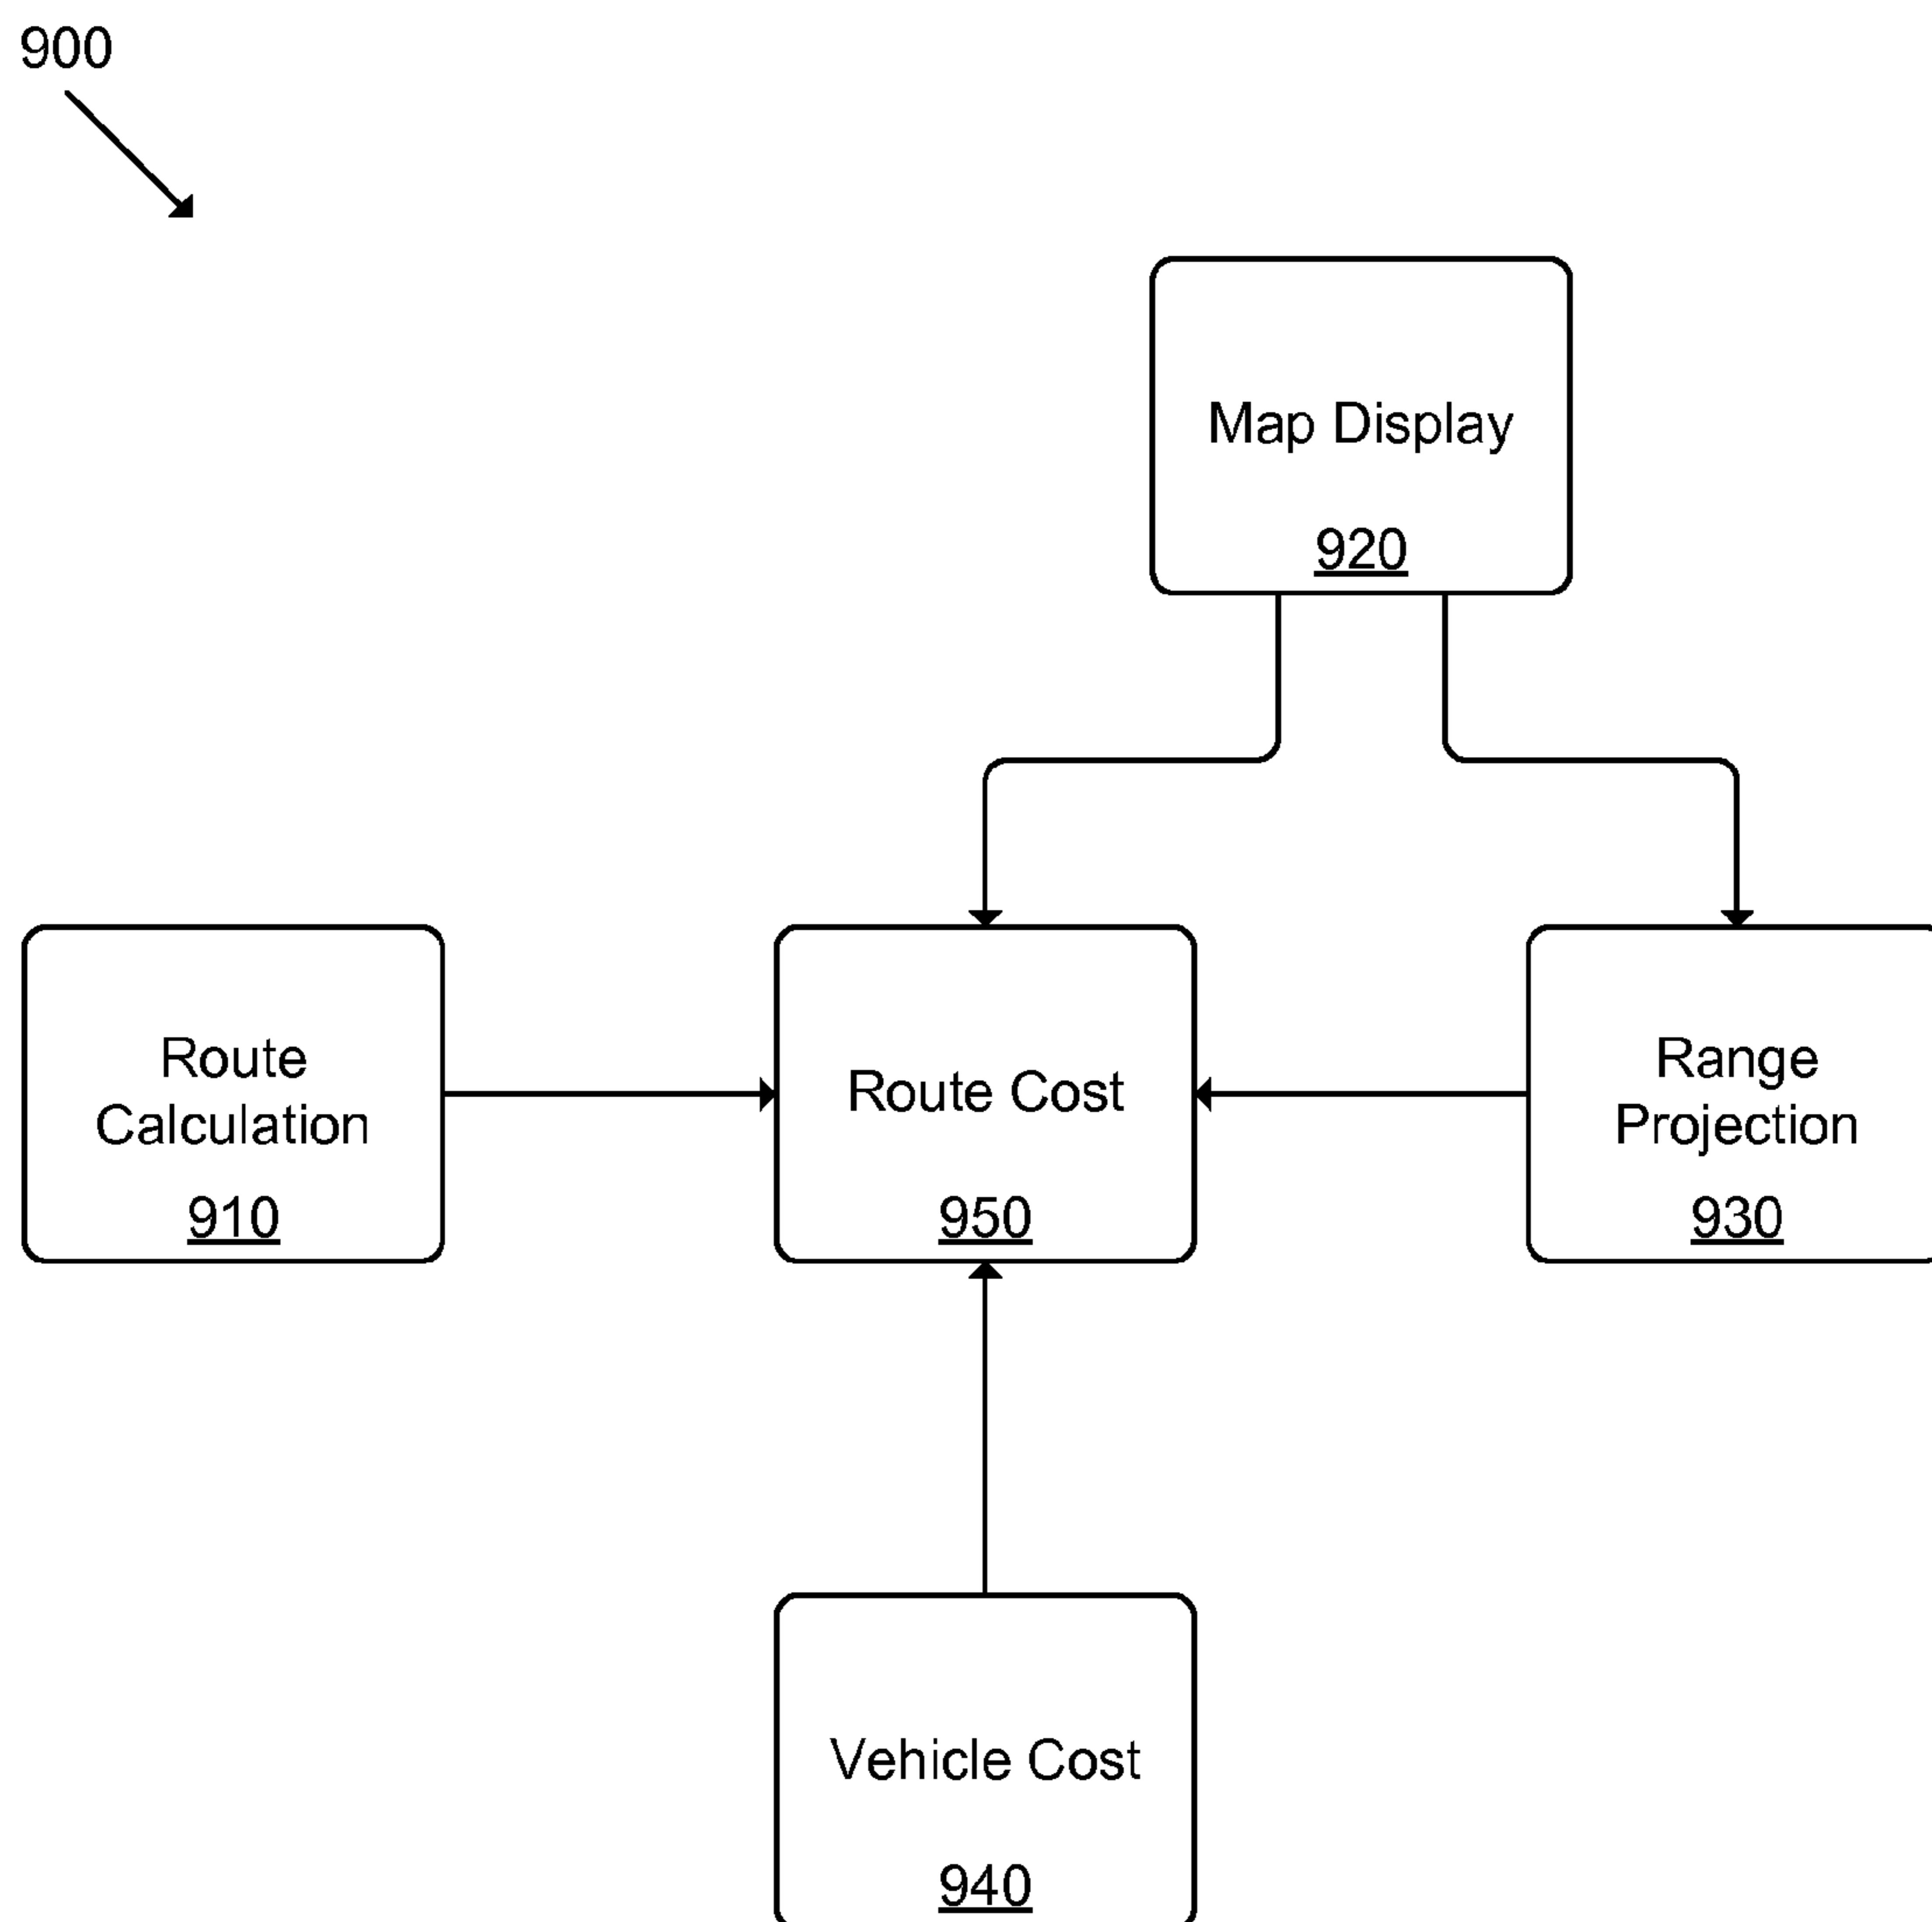 900
Map Display
920
Route
Calculation
910
Route Cost
950
Range
Projection
930
Vehicle Cost
940